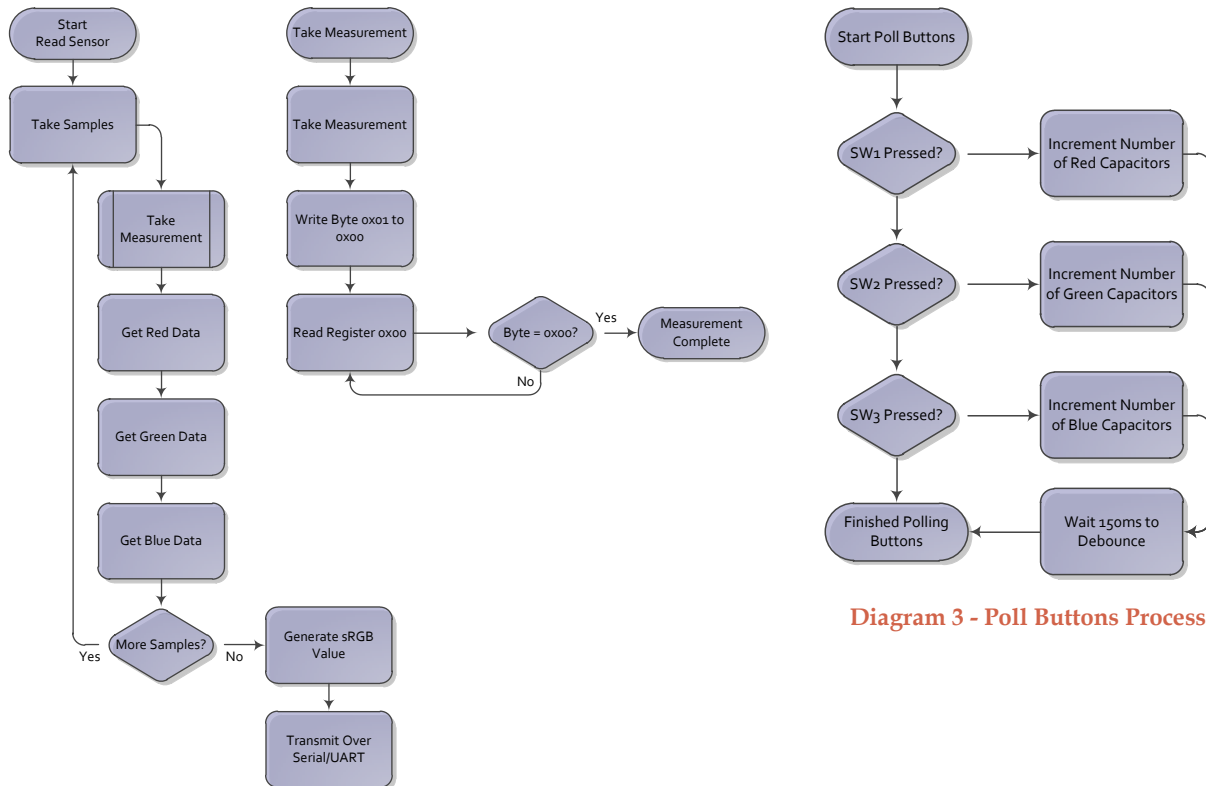 Start
Read Sensor
Take Samples
Take
Measurement
Get Red Data
Get Green Data
Get Blue Data
More Samples?
Yes
No
Generate sRGB
Value
Transmit Over
Serial/UART
Take Measurement
Take Measurement
Write Byte 0x01 to
0x00
Read Register 0x00
Byte = 0x00?
Yes
No
Measurement
Complete
Start Poll Buttons
SW1 Pressed?
Increment Number
of Red Capacitors
SW2 Pressed?
Increment Number
of Green Capacitors
SW3 Pressed?
Increment Number
of Blue Capacitors
Finished Polling
Buttons
Wait 150ms to
Debounce
Diagram 3 - Poll Buttons Process